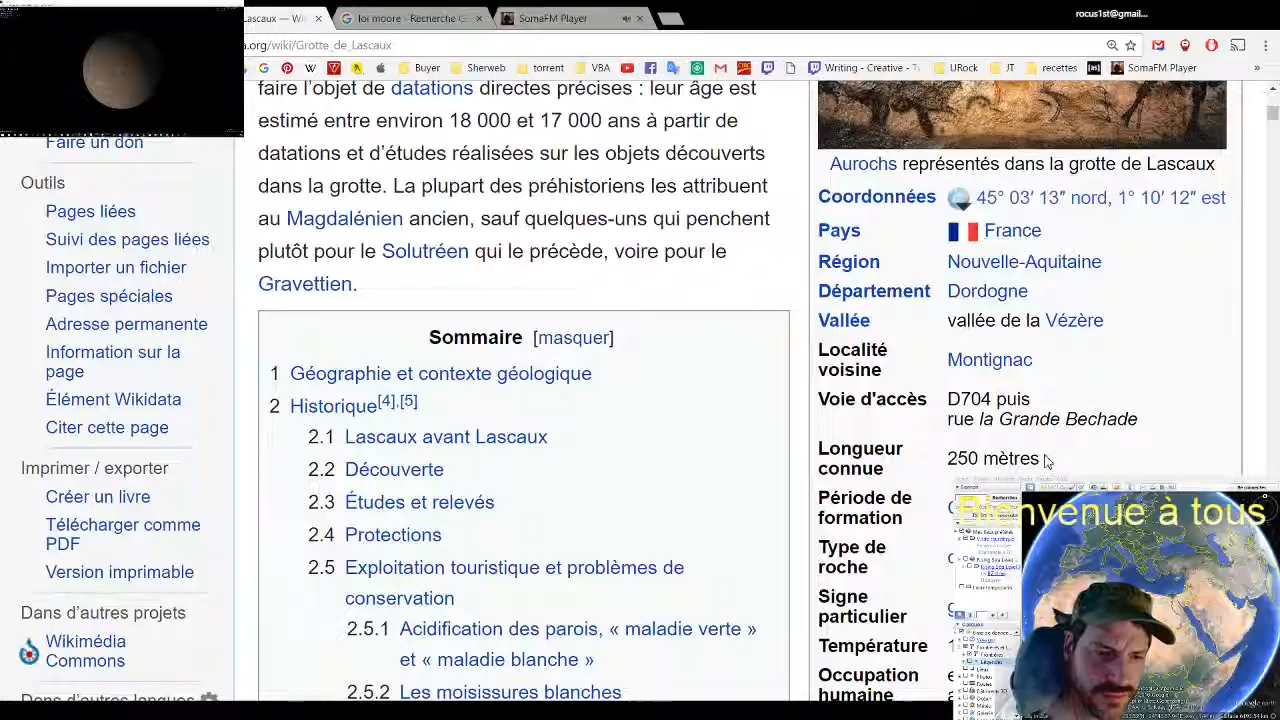 ascaux — Wi
loi moore - Recherche G
SomaFM Player
rocus1st@gmail...
a.org/wiki/Grotte_de_Lascaux
Buyer
Sherweb
torrent
VBA
Writing - Creative - Tw
URock
JT
recettes
SomaFM Player
faire l’objet de datations directes précises : leur âge est
estimé entre environ 18 000 et 17 000 ans à partir de
datations et d’études réalisées sur les objets découverts
dans la grotte. La plupart des préhistoriens les attribuent
au Magdalénien ancien, sauf quelques-uns qui penchent
plutôt pour le Solutréen qui le précède, voire pour le
Gravettien.
Faire un don
Outils
Pages liées
Suivi des pages liées
Importer un fichier
Pages spéciales
Adresse permanente
Information sur la
page
Élément Wikidata
Citer cette page
Imprimer / exporter
Créer un livre
Télécharger comme
PDF
Version imprimable
Dans d’autres projets
Wikimédia
Commons
Dans d’autres langues
Sommaire [masquer]
1 Géographie et contexte géologique
2 Historique[4],[5]
2.1 Lascaux avant Lascaux
2.2 Découverte
2.3 Études et relevés
2.4 Protections
2.5 Exploitation touristique et problèmes de
conservation
2.5.1 Acidification des parois, « maladie verte »
et « maladie blanche »
2.5.2 Les moisissures blanches
Aurochs représentés dans la grotte de Lascaux
Coordonnées 45° 03′ 13″ nord, 1° 10′ 12″ est
Pays France
Région Nouvelle-Aquitaine
Département Dordogne
Vallée vallée de la Vézère
Localité
voisine Montignac
Voie d'accès D704 puis
rue la Grande Bechade
Longueur
connue 250 mètres
Période de
formation
Type de
roche
Signe
particulier
Température
Occupation
humaine
Bienvenue à tous